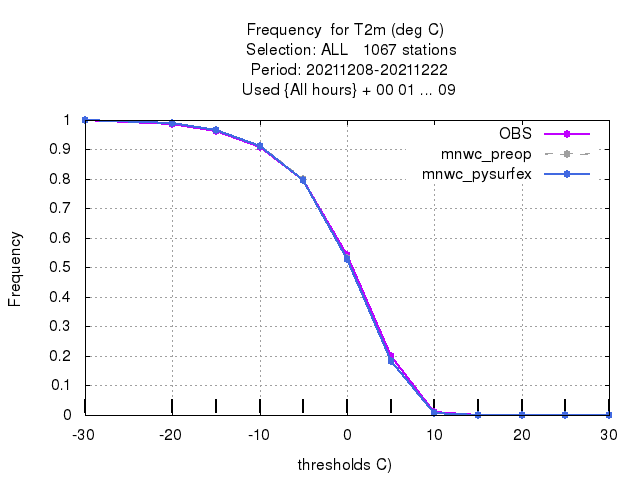 Frequency  for T2m (deg C)
Selection: ALL   1067 stations
Period: 20211208-20211222
Used {All hours} + 00 01 ... 09
OBS
mnwc_preop
mnwc_pysurfex
1
0.9
0.8
0.7
0.6
0.5
0.4
0.3
0.2
0.1
0
Frequency
-30
-20
-10
0
10
20
30
thresholds C)